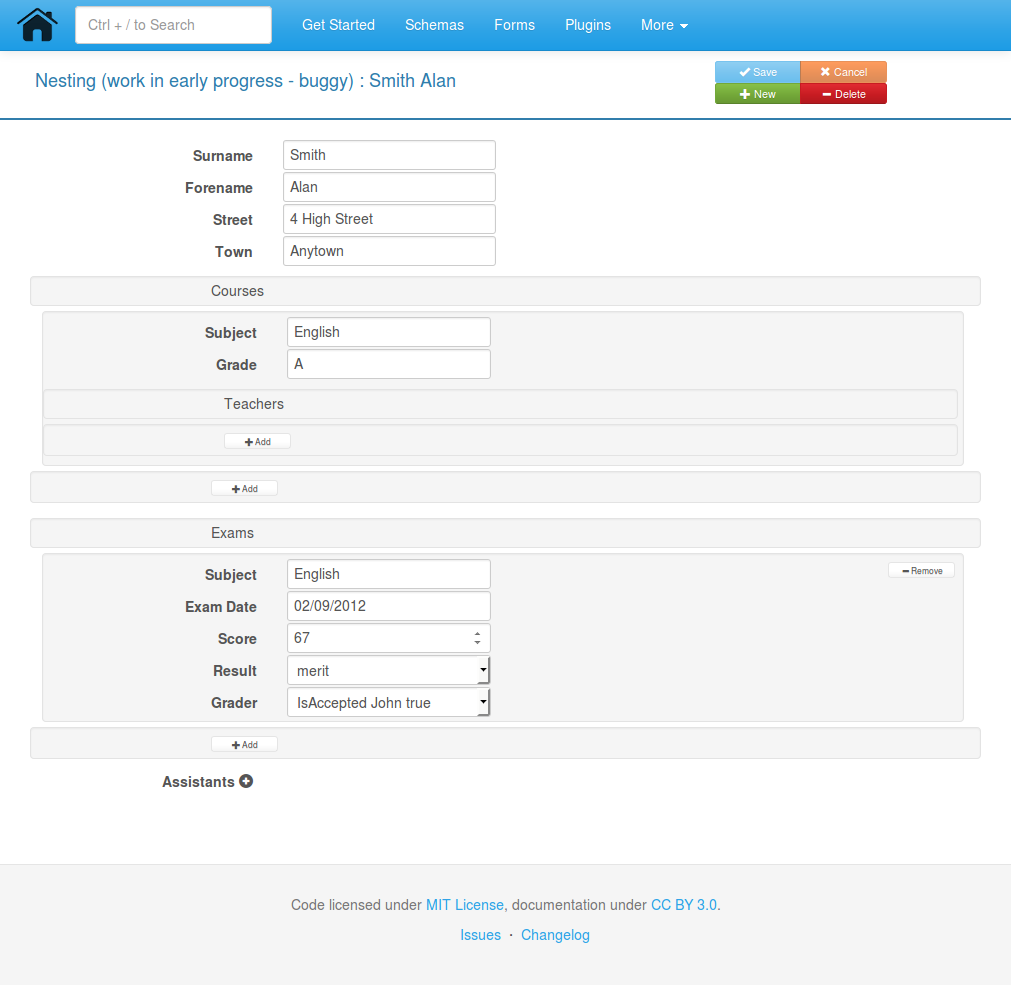 Ctrl + / to Search Get Started Schemas Forms Plugins More
Nesting (work in early progress - buggy) : Smith Alan
Save Cancel
New Delete
Surname Smith
Forename Alan
Street 4 High Street
Town Anytown
Courses
Subject English
Grade A
Teachers
Add
Add
Exams
Subject English Remove
Exam Date 02/09/2012
Score 67
Result merit
Grader IsAccepted John true
Add
Assistants
Code licensed under MIT License, documentation under CC BY 3.0.
Issues · Changelog